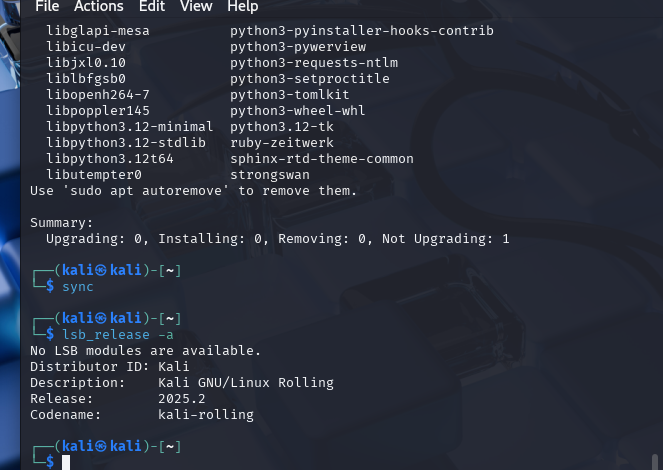 File Actions Edit View Help
libglapi-mesa python3-pyinstaller-hooks-contrib
libicu-dev python3-pywerview
libjxl0.10 python3-requests-ntlm
liblbfgsb0 python3-setproctitle
libopenh264-7 python3-tomlkit
libpoppler145 python3-wheel-whl
libpython3.12-minimal python3.12-tk
libpython3.12-stdlib ruby-zeitwerk
libpython3.12t64 sphinx-rtd-theme-common
libutempter0 strongswan
Use 'sudo apt autoremove' to remove them.
Summary:
Upgrading: 0, Installing: 0, Removing: 0, Not Upgrading: 1
┌──(kali㉿kali)-[~]
└─$ sync
┌──(kali㉿kali)-[~]
└─$ lsb_release -a
No LSB modules are available.
Distributor ID: Kali
Description: Kali GNU/Linux Rolling
Release: 2025.2
Codename: kali-rolling
┌──(kali㉿kali)-[~]
└─$